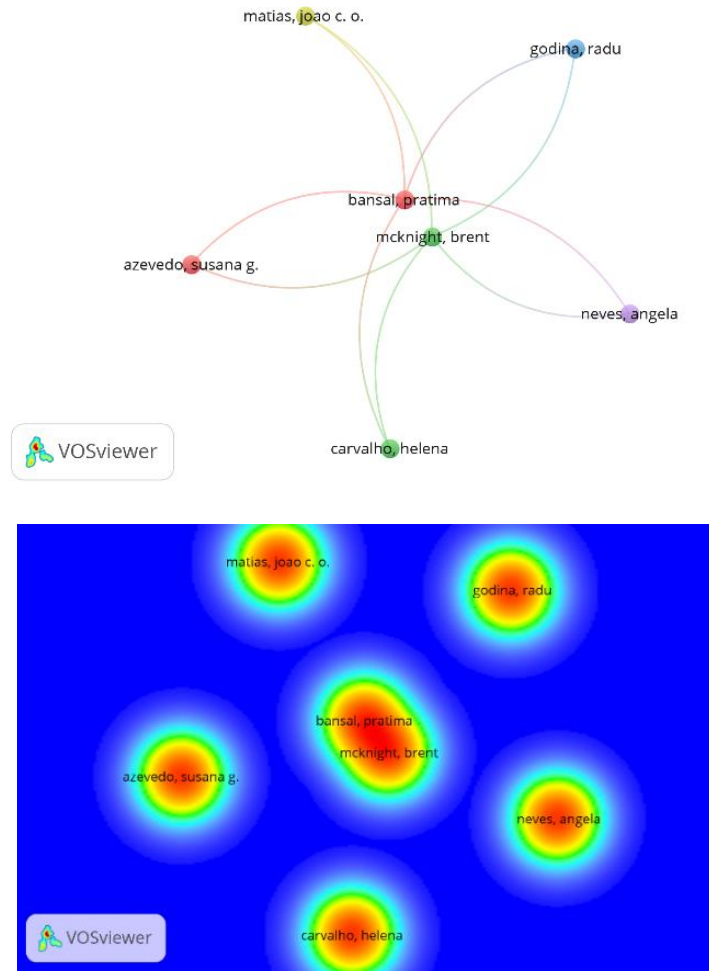 matias, joao c. o.
godina, radu
bansal, pratima
mcknight, brent
azevedo, susana g.
neves, angela
carvalho, helena
VOSviewer
matias, joao c. o.
godina, radu
bansal, pratima
mcknight, brent
azevedo, susana g.
neves, angela
carvalho, helena
VOSviewer